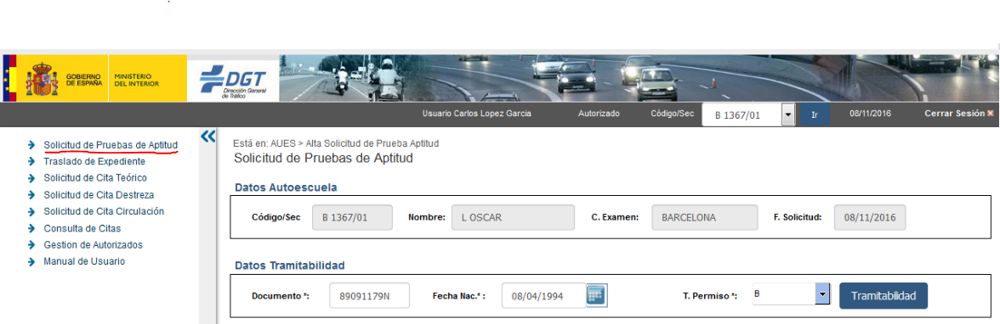 GOBIERNO DE ESPAÑA
MINISTERIO DEL INTERIOR
DGT
Dirección General de Tráfico
Usuario Carlos Lopez Garcia Autorizado Código/Sec B 1367/01 Ir 08/11/2016 Cerrar Sesión
Solicitud de Pruebas de Aptitud
Traslado de Expediente
Solicitud de Cita Teórico
Solicitud de Cita Destreza
Solicitud de Cita Circulación
Consulta de Citas
Gestion de Autorizados
Manual de Usuario
Está en: AUES > Alta Solicitud de Prueba Aptitud
Solicitud de Pruebas de Aptitud
Datos Autoescuela
Código/Sec B 1367/01 Nombre: L OSCAR C. Examen: BARCELONA F. Solicitud: 08/11/2016
Datos Tramitabilidad
Documento *: 89091179N Fecha Nac.* : 08/04/1994 T. Permiso *: B Tramitabilidad